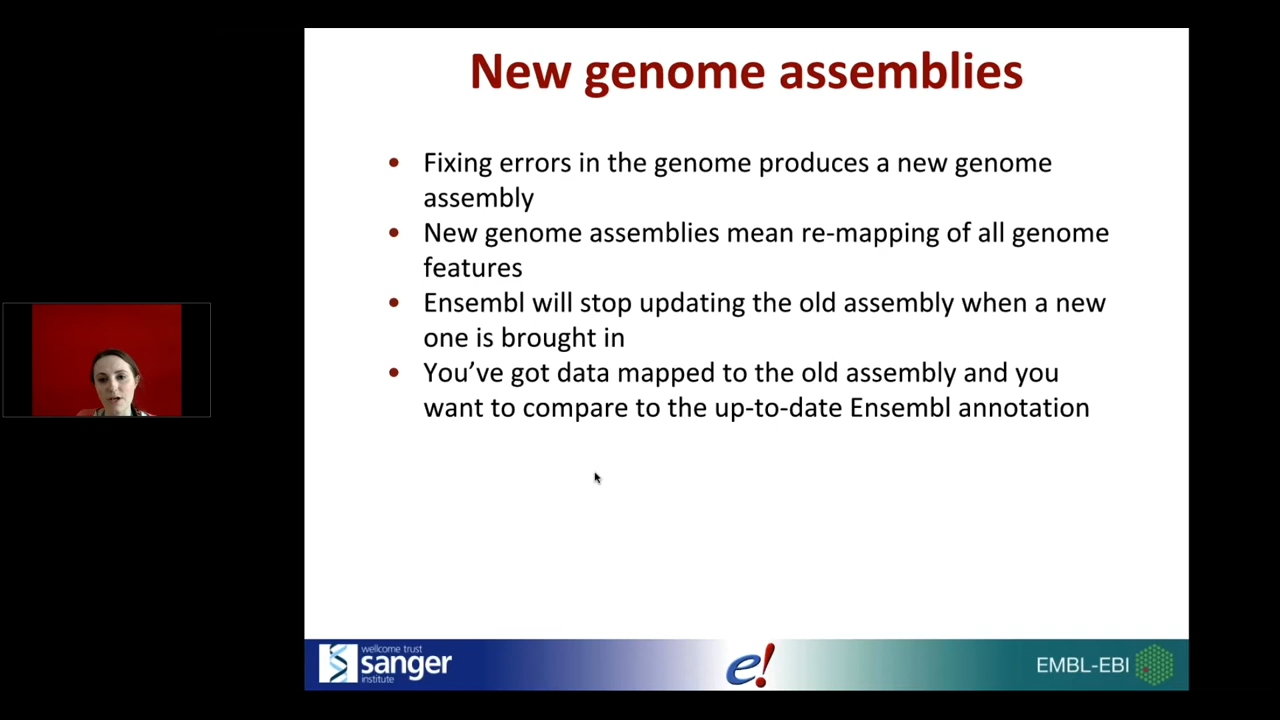 New genome assemblies
• Fixing errors in the genome produces a new genome
assembly
• New genome assemblies mean re-mapping of all genome
features
• Ensembl will stop updating the old assembly when a new
one is brought in
• You’ve got data mapped to the old assembly and you
want to compare to the up-to-date Ensembl annotation
wellcome trust
sanger
institute
e!
EMBL-EBI